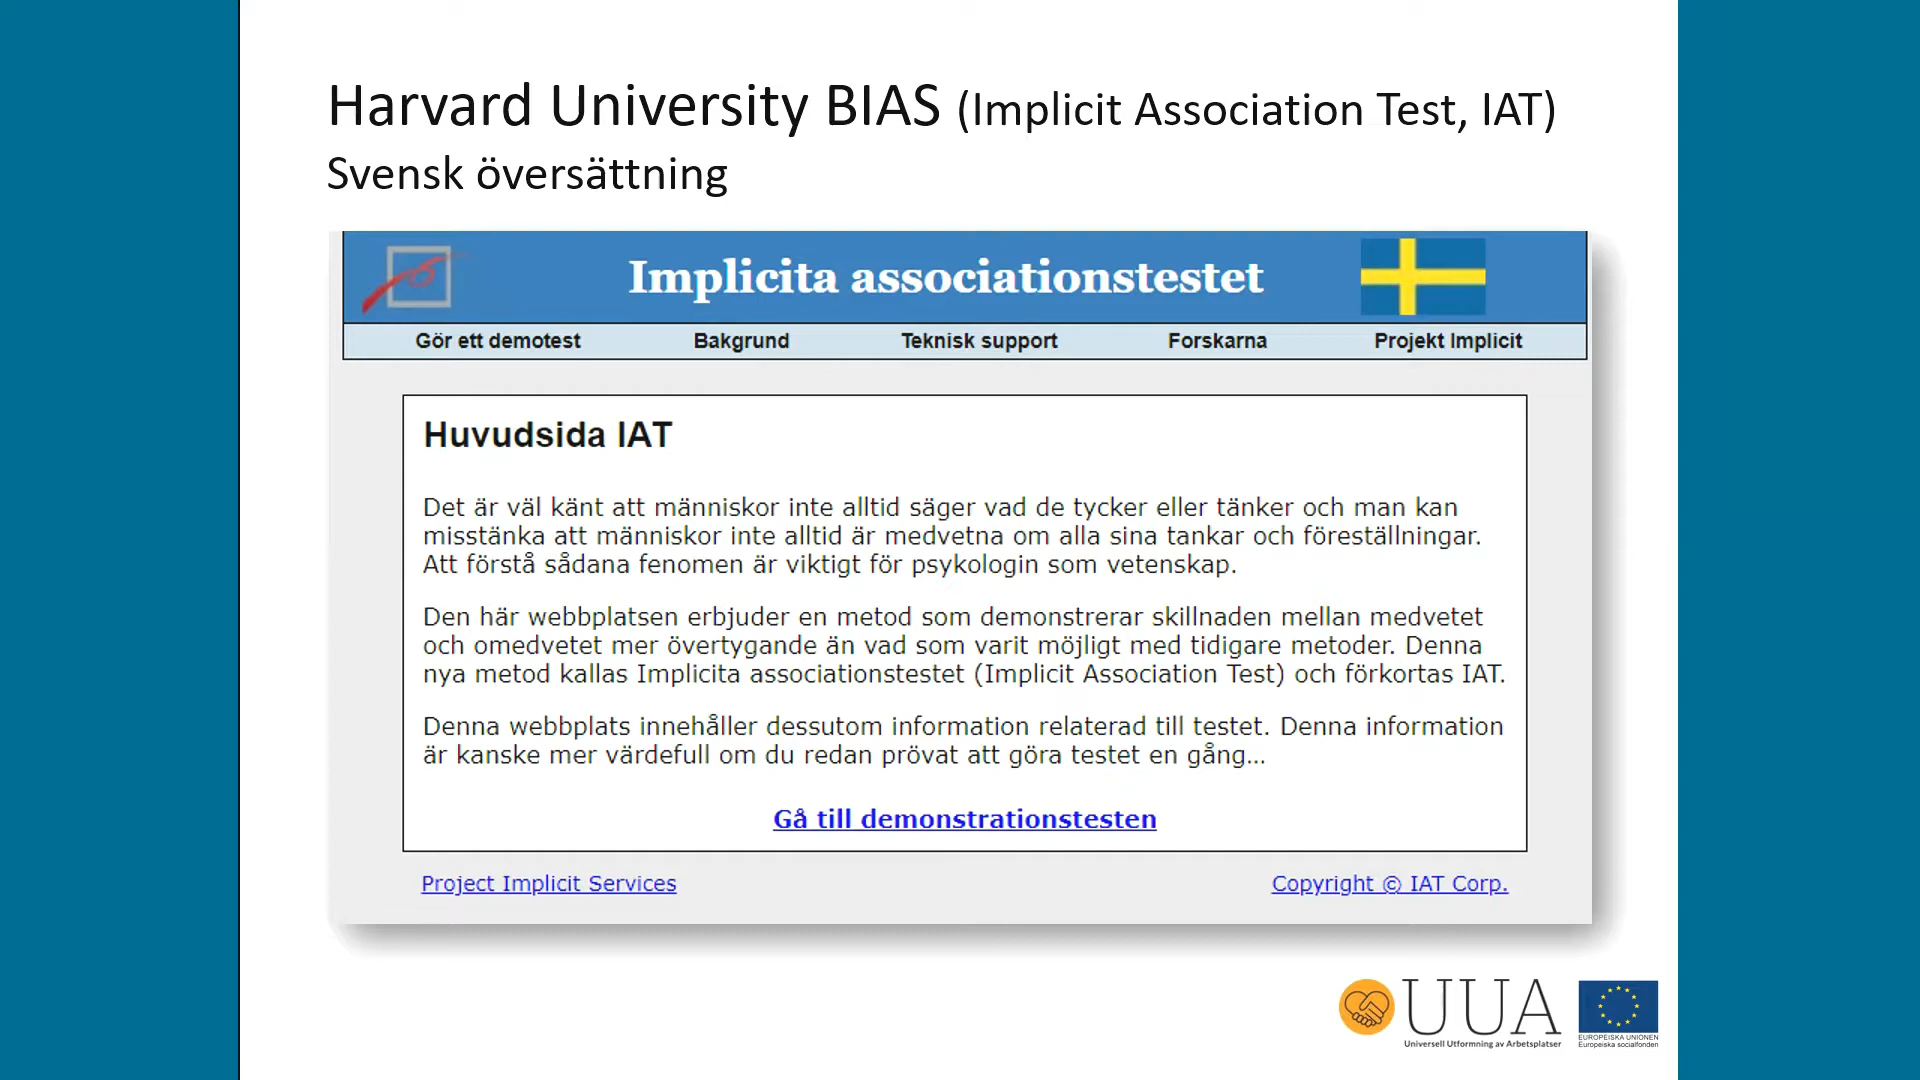 Harvard University BIAS (Implicit Association Test, IAT)
Svensk översättning
Implicita associationstestet
Gör ett demotest Bakgrund Teknisk support Forskarna Projekt Implicit
Huvudsida IAT
Det är väl känt att människor inte alltid säger vad de tycker eller tänker och man kan
misstänka att människor inte alltid är medvetna om alla sina tankar och föreställningar.
Att förstå sådana fenomen är viktigt för psykologin som vetenskap.
Den här webbplatsen erbjuder en metod som demonstrerar skillnaden mellan medvetet
och omedvetet mer övertygande än vad som varit möjligt med tidigare metoder. Denna
nya metod kallas Implicita associationstestet (Implicit Association Test) och förkortas IAT.
Denna webbplats innehåller dessutom information relaterad till testet. Denna information
är kanske mer värdefull om du redan prövat att göra testet en gång...
Gå till demonstrationstesten
Project Implicit Services Copyright © IAT Corp.
UUA
Universell Utformning av Arbetsplatser
EUROPEISKA UNIONEN
Europeiska socialfonden